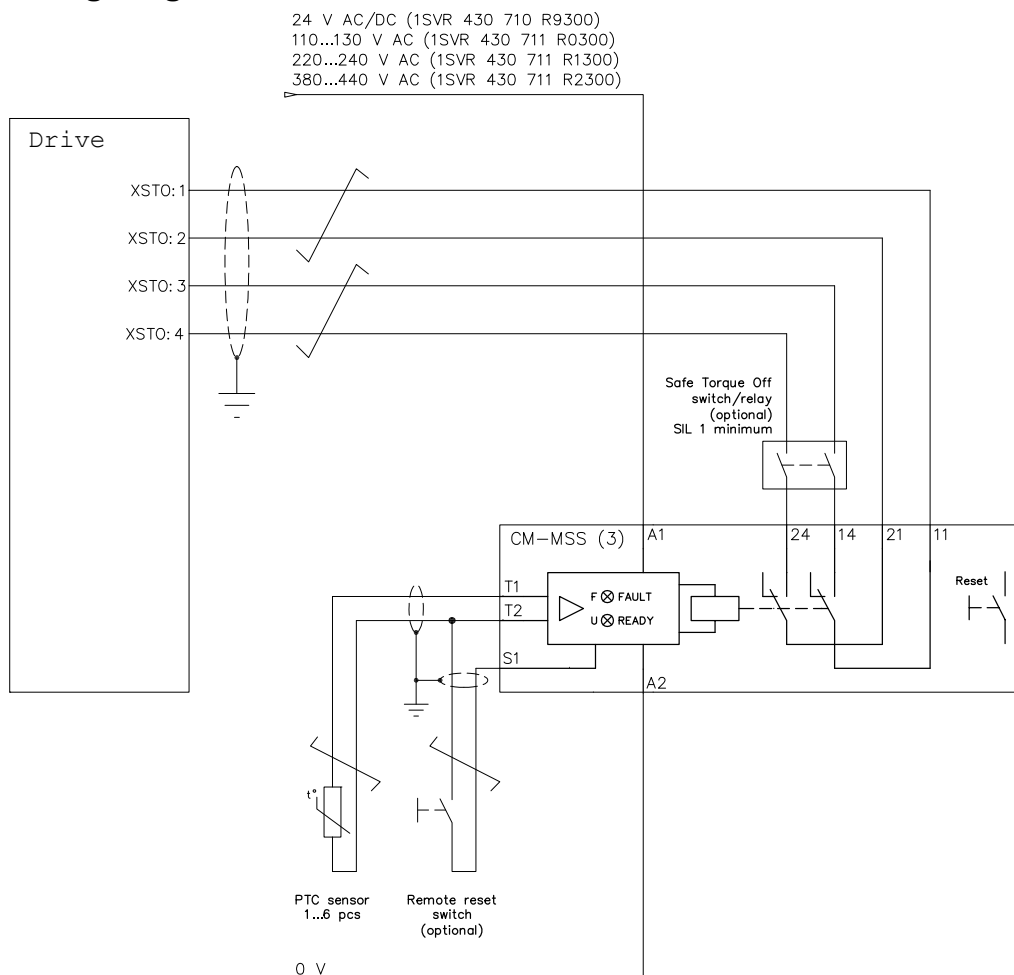 24 V AC/DC (1SVR 430 710 R9300)
110...130 V AC (1SVR 430 711 R0300)
220...240 V AC (1SVR 430 711 R1300)
380...440 V AC (1SVR 430 711 R2300)
Drive
XSTO:1
XSTO:2
XSTO:3
XSTO:4
Safe Torque Off
switch/relay
(optional)
SIL 1 minimum
CM-MSS (3)
A1
24
14
21
11
T1
T2
S1
F FAULT
U READY
Reset
A2
t°
PTC sensor
1...6 pcs
Remote reset
switch
(optional)
0 V